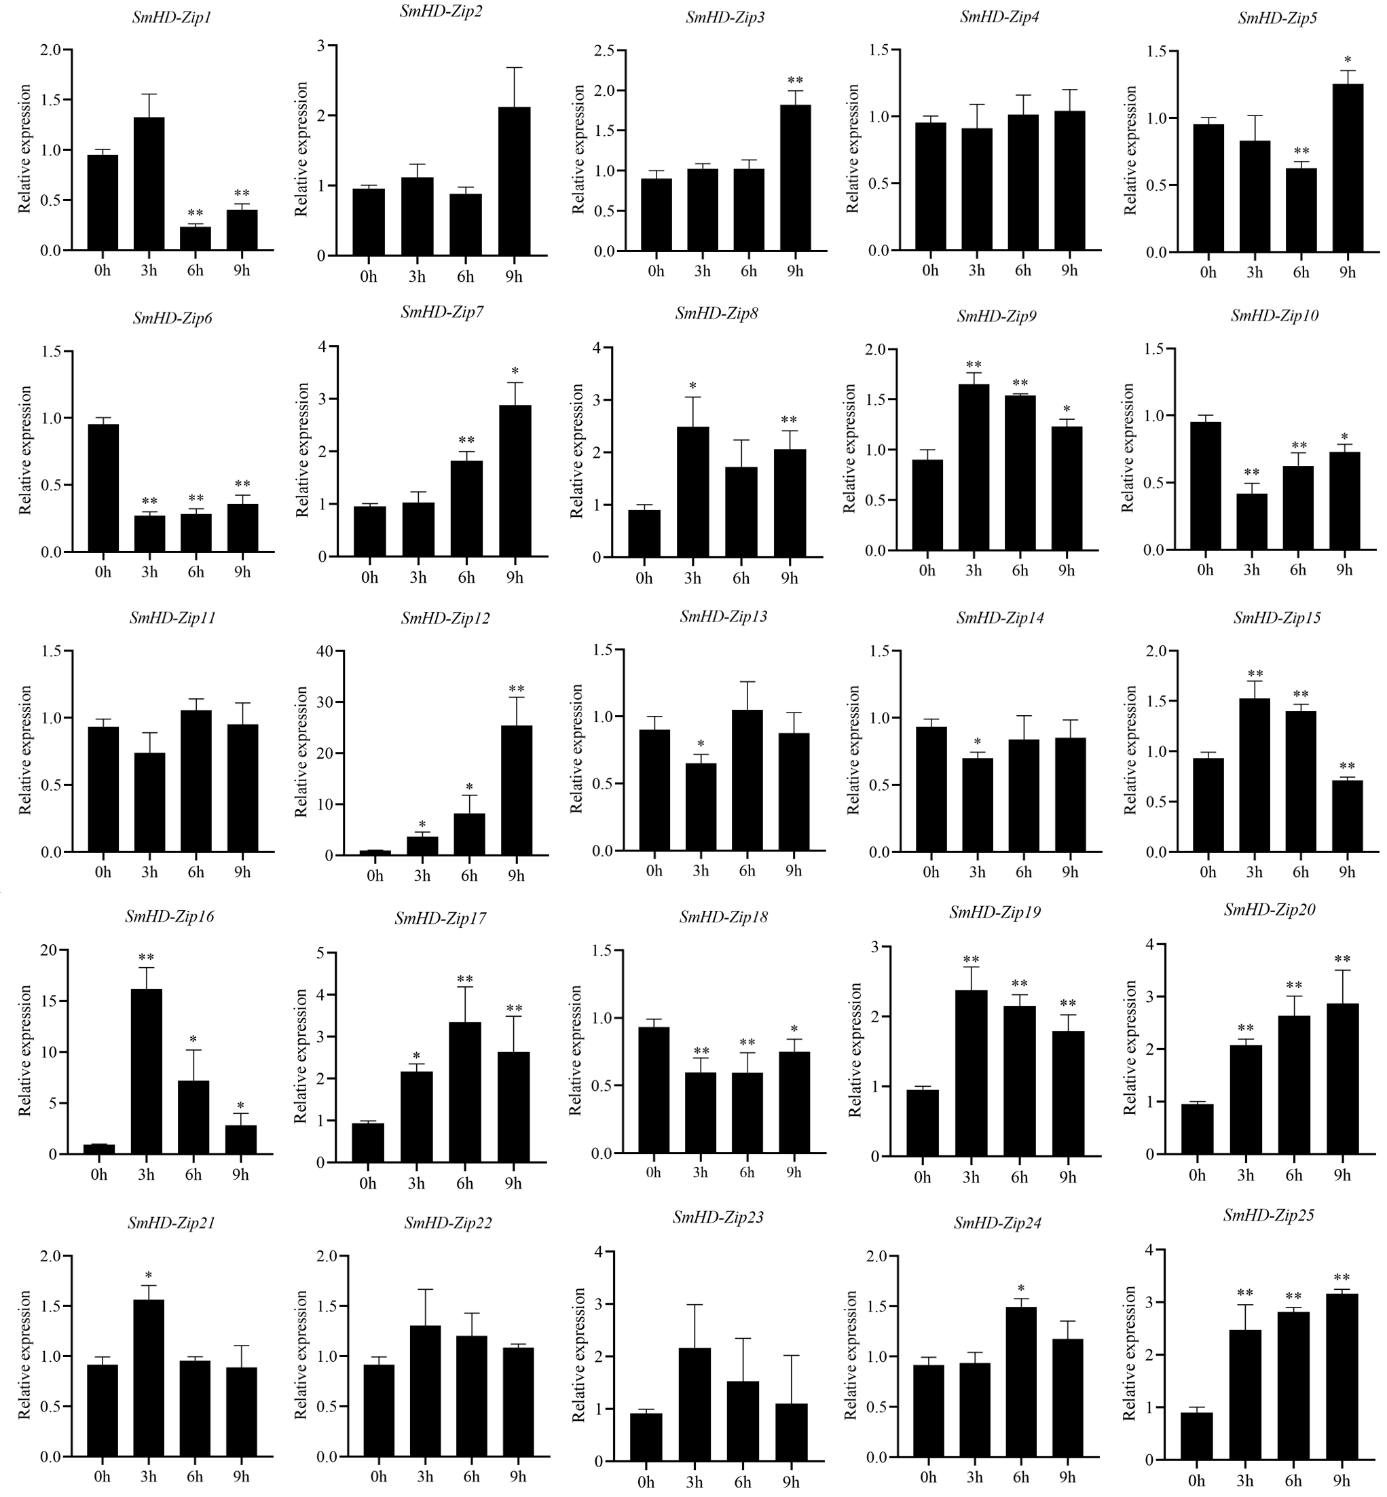 SmHD-Zip1
Relative expression
2.0
1.5
1.0
0.5
0.0
** **
0h 3h 6h 9h
SmHD-Zip2
Relative expression
3
2
1
0
0h 3h 6h 9h
SmHD-Zip3
Relative expression
2.5
2.0
1.5
1.0
0.5
0.0
**
0h 3h 6h 9h
SmHD-Zip4
Relative expression
1.5
1.0
0.5
0.0
0h 3h 6h 9h
SmHD-Zip5
Relative expression
1.5
1.0
0.5
0.0
** *
0h 3h 6h 9h
SmHD-Zip6
Relative expression
1.5
1.0
0.5
0.0
** ** **
0h 3h 6h 9h
SmHD-Zip7
Relative expression
4
3
2
1
0
** *
0h 3h 6h 9h
SmHD-Zip8
Relative expression
4
3
2
1
0
* **
0h 3h 6h 9h
SmHD-Zip9
Relative expression
2.0
1.5
1.0
0.5
0.0
** ** *
0h 3h 6h 9h
SmHD-Zip10
Relative expression
1.5
1.0
0.5
0.0
** ** *
0h 3h 6h 9h
SmHD-Zip11
Relative expression
1.5
1.0
0.5
0.0
0h 3h 6h 9h
SmHD-Zip12
Relative expression
40
30
20
10
0
* * **
0h 3h 6h 9h
SmHD-Zip13
Relative expression
1.5
1.0
0.5
0.0
*
0h 3h 6h 9h
SmHD-Zip14
Relative expression
1.5
1.0
0.5
0.0
*
0h 3h 6h 9h
SmHD-Zip15
Relative expression
2.0
1.5
1.0
0.5
0.0
** ** **
0h 3h 6h 9h
SmHD-Zip16
Relative expression
20
15
10
5
0
** * *
0h 3h 6h 9h
SmHD-Zip17
Relative expression
5
4
3
2
1
0
* ** **
0h 3h 6h 9h
SmHD-Zip18
Relative expression
1.5
1.0
0.5
0.0
** ** *
0h 3h 6h 9h
SmHD-Zip19
Relative expression
3
2
1
0
** ** **
0h 3h 6h 9h
SmHD-Zip20
Relative expression
4
3
2
1
0
** ** **
0h 3h 6h 9h
SmHD-Zip21
Relative expression
2.0
1.5
1.0
0.5
0.0
*
0h 3h 6h 9h
SmHD-Zip22
Relative expression
2.0
1.5
1.0
0.5
0.0
0h 3h 6h 9h
SmHD-Zip23
Relative expression
4
3
2
1
0
0h 3h 6h 9h
SmHD-Zip24
Relative expression
2.0
1.5
1.0
0.5
0.0
*
0h 3h 6h 9h
SmHD-Zip25
Relative expression
4
3
2
1
0
** ** **
0h 3h 6h 9h